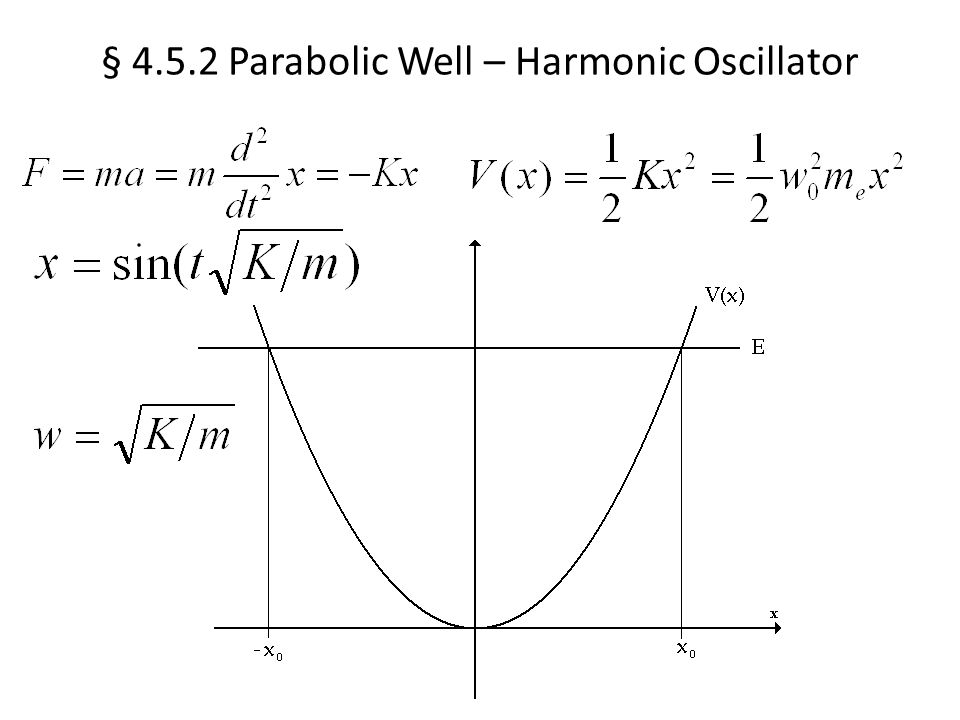 § 4.5.2 Parabolic Well – Harmonic Oscillator
F = ma = m d²/dt² x = −Kx
V(x) = 1/2 Kx² = 1/2 w₀² mₑ x²
x = sin(t√K/m)
V(x)
E
w = √K/m
x
-x₀
x₀